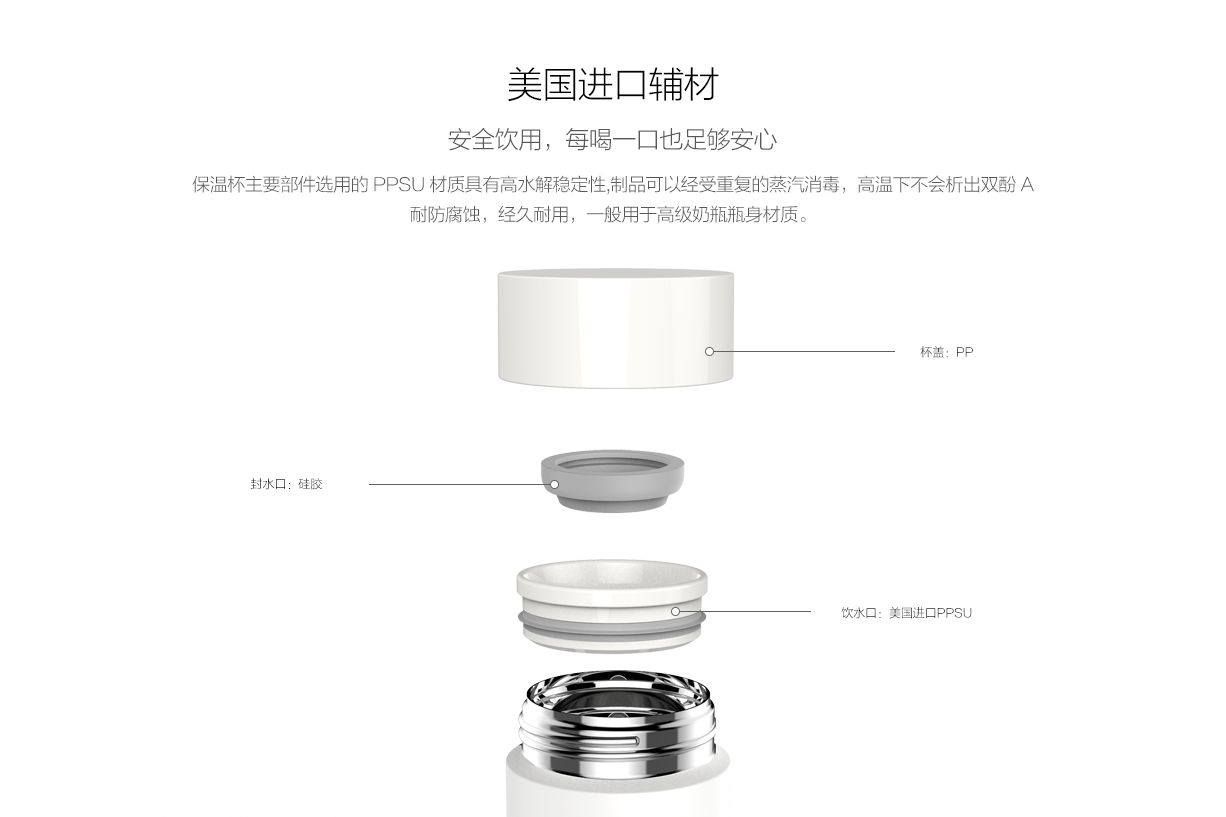 美国进口辅材
安全饮用，每喝一口也足够安心
保温杯主要部件选用的 PPSU 材质具有高水解稳定性,制品可以经受重复的蒸汽消毒，高温下不会析出双酚 A
耐防腐蚀，经久耐用，一般用于高级奶瓶瓶身材质。
杯盖：PP
封水口：硅胶
饮水口：美国进口PPSU